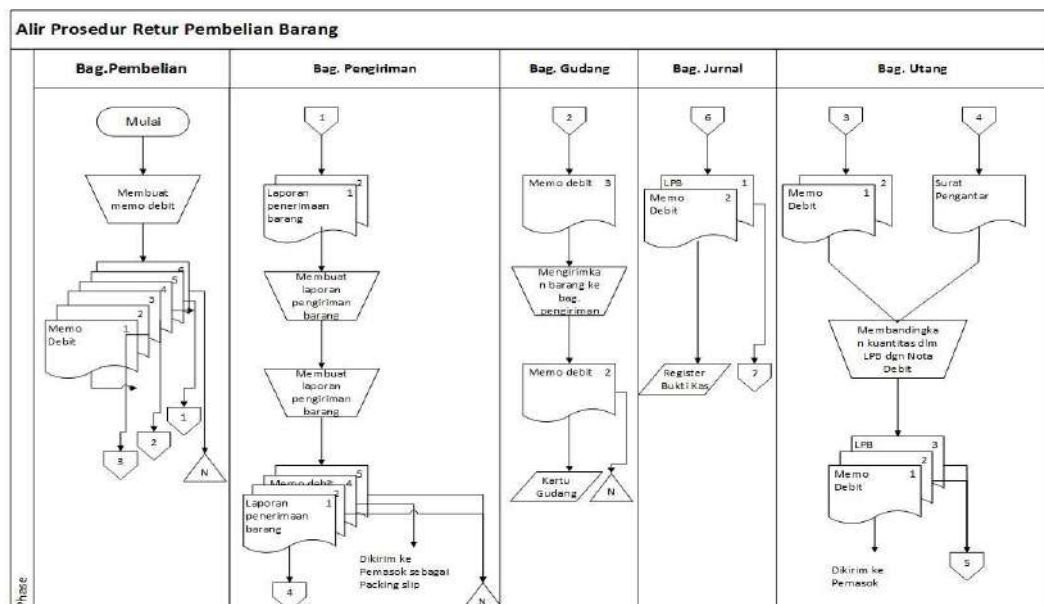 Alir Prosedur Retur Pembelian Barang
Phase
Bag.Pembelian
Mulai
Membuat
memo debit
6
5
4
3
2
Memo 1
Debit
1
2
3
N
Bag. Pengiriman
1
2
Laporan 1
penerimaan
barang
Membuat
laporan
pengiriman
barang
Membuat
laporan
pengiriman
barang
5
Memo debit 4
2
Laporan 1
penerimaan
barang
4
Dikirim ke
Pemasok sebagai
Packing slip
N
Bag. Gudang
2
Memo debit 3
Mengirimka
n barang ke
bag.
pengiriman
Memo debit 2
Kartu
Gudang
N
Bag. Jurnal
6
LPB 1
Memo 2
Debit
Register
Bukti Kas
7
Bag. Utang
3
4
2
Memo 1
Debit
Surat
Pengantar
Membandingka
n kuantitas dlm
LPB dgn Nota
Debit
LPB 3
2
Memo 1
Debit
Dikirim ke
Pemasok
5